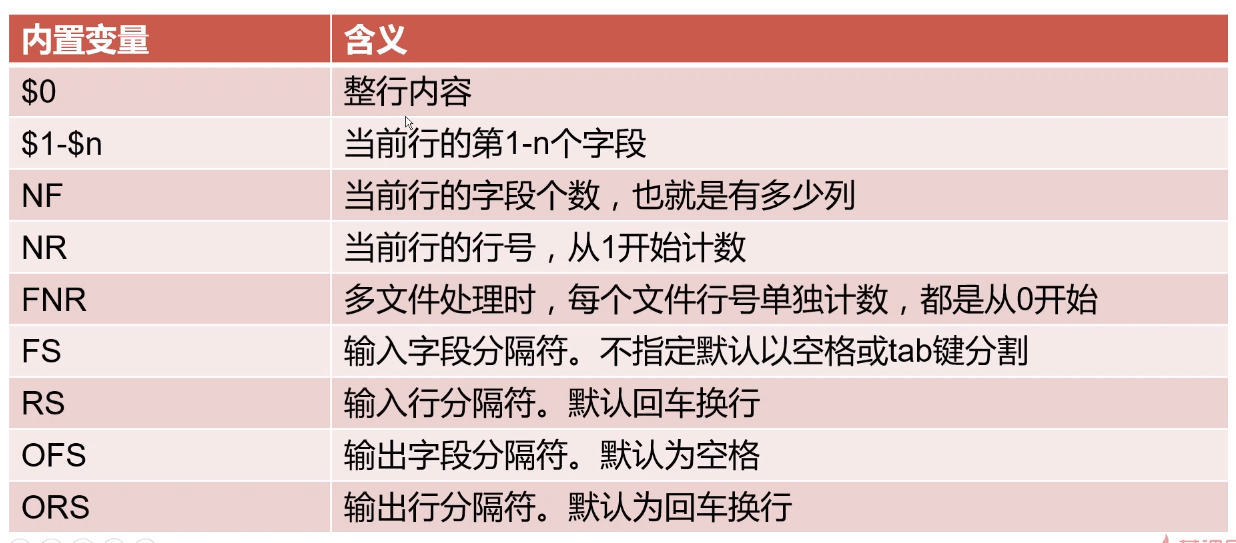 内置变量 含义
$0 整行内容
$1-$n 当前行的第1-n个字段
NF 当前行的字段个数，也就是有多少列
NR 当前行的行号，从1开始计数
FNR 多文件处理时，每个文件行号单独计数，都是从0开始
FS 输入字段分隔符。不指定默认以空格或tab键分割
RS 输入行分隔符。默认回车换行
OFS 输出字段分隔符。默认为空格
ORS 输出行分隔符。默认为回车换行